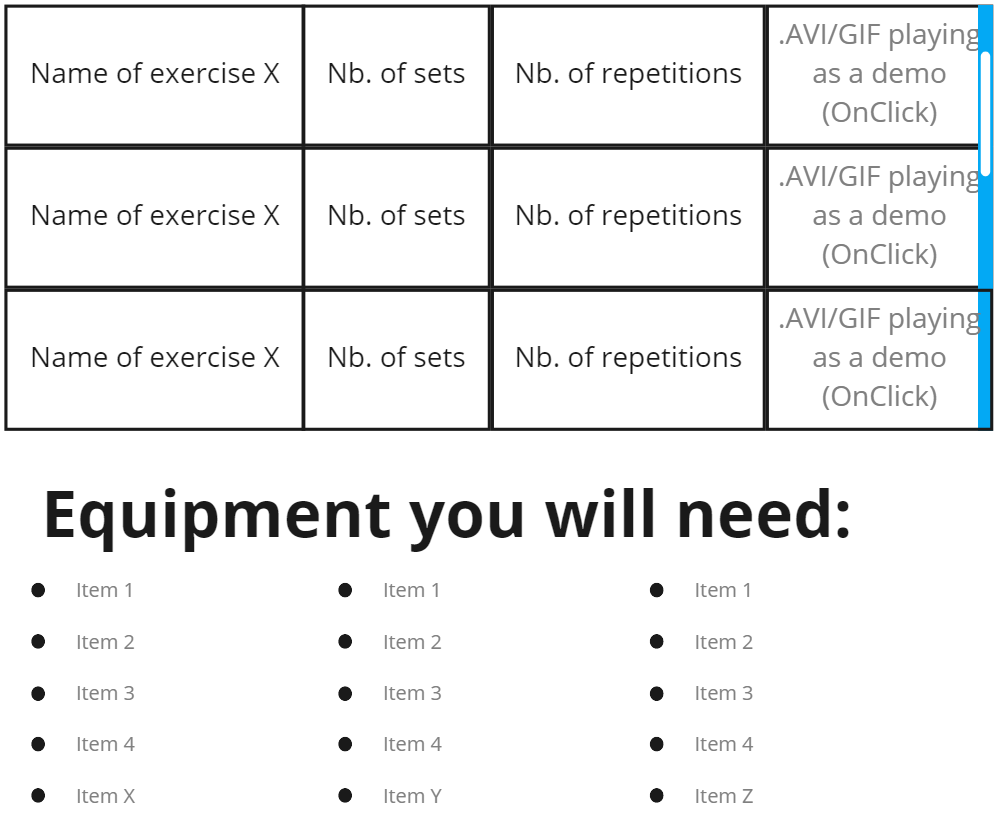 Name of exercise X Nb. of sets Nb. of repetitions .AVI/GIF playing
as a demo
(OnClick)
Name of exercise X Nb. of sets Nb. of repetitions .AVI/GIF playing
as a demo
(OnClick)
Name of exercise X Nb. of sets Nb. of repetitions .AVI/GIF playing
as a demo
(OnClick)
Equipment you will need:
Item 1 Item 1 Item 1
Item 2 Item 2 Item 2
Item 3 Item 3 Item 3
Item 4 Item 4 Item 4
Item X Item Y Item Z